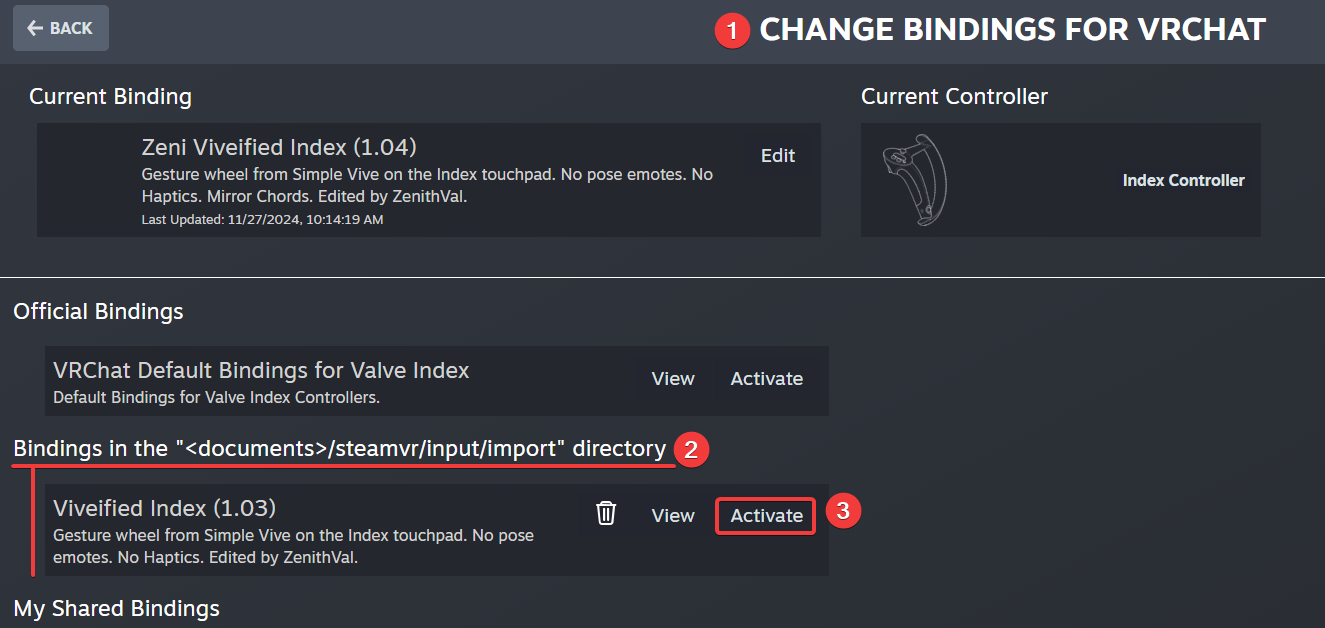 ← BACK
1 CHANGE BINDINGS FOR VRCHAT
Current Binding
Zeni Viveified Index (1.04)
Gesture wheel from Simple Vive on the Index touchpad. No pose emotes. No
Haptics. Mirror Chords. Edited by ZenithVal.
Last Updated: 11/27/2024, 10:14:19 AM
Edit
Current Controller
Index Controller
Official Bindings
VRChat Default Bindings for Valve Index
Default Bindings for Valve Index Controllers.
View
Activate
Bindings in the "<documents>/steamvr/input/import" directory 2
Viveified Index (1.03)
Gesture wheel from Simple Vive on the Index touchpad. No pose
emotes. No Haptics. Edited by ZenithVal.
View
Activate 3
My Shared Bindings